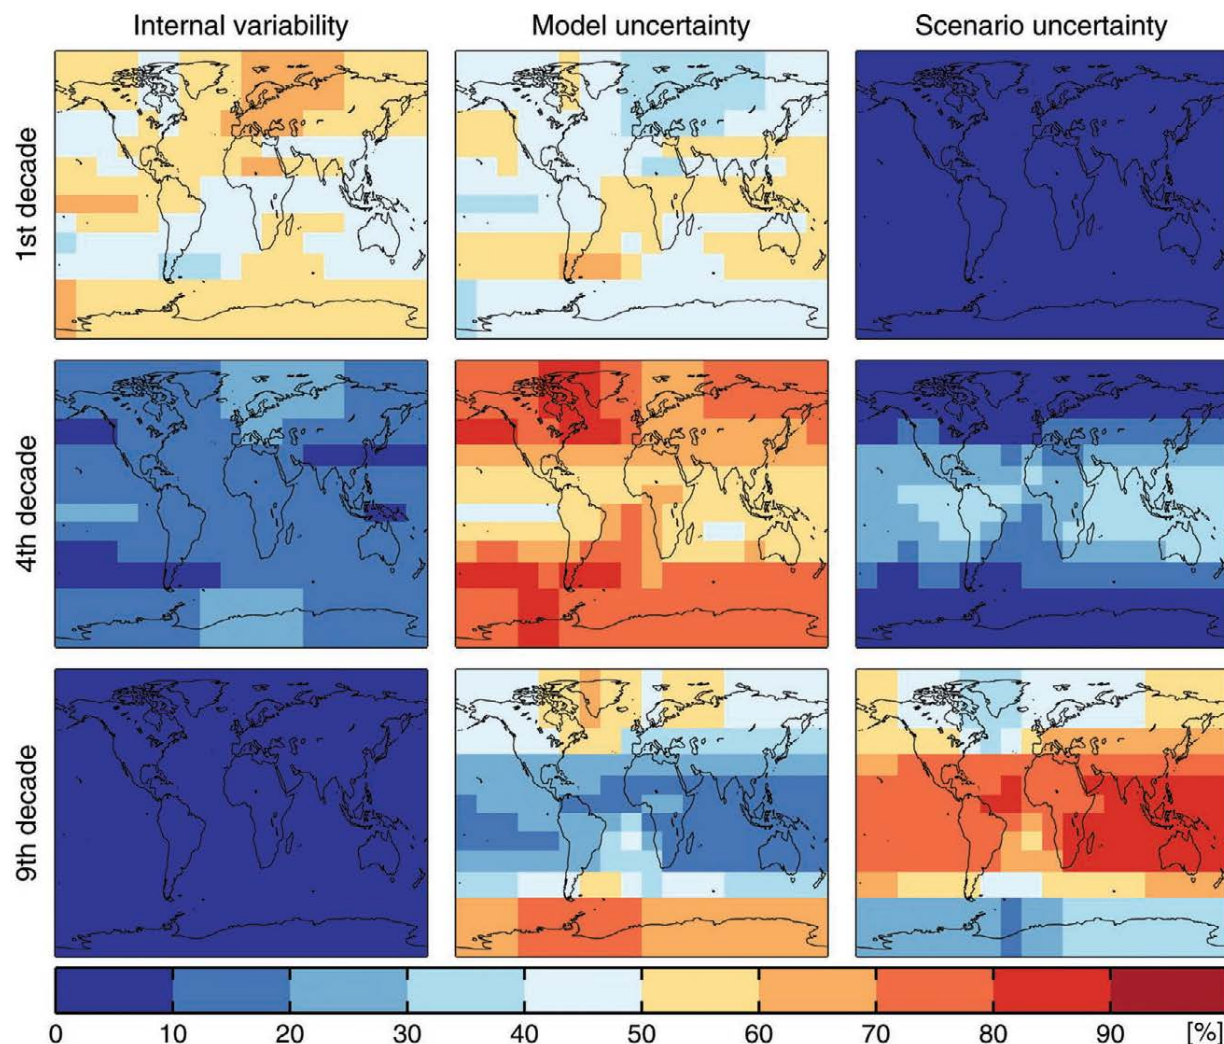 Internal variability Model uncertainty Scenario uncertainty
1st decade
4th decade
9th decade
0 10 20 30 40 50 60 70 80 90 [%]